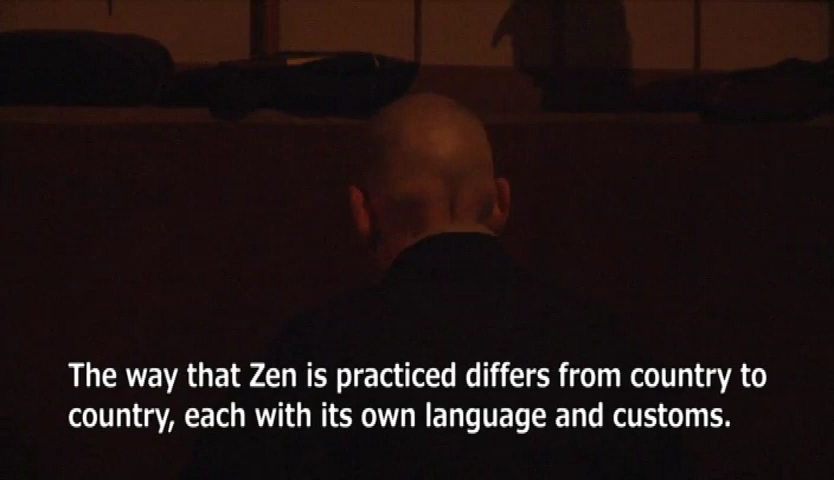 The way that Zen is practiced differs from country to
country, each with its own language and customs.